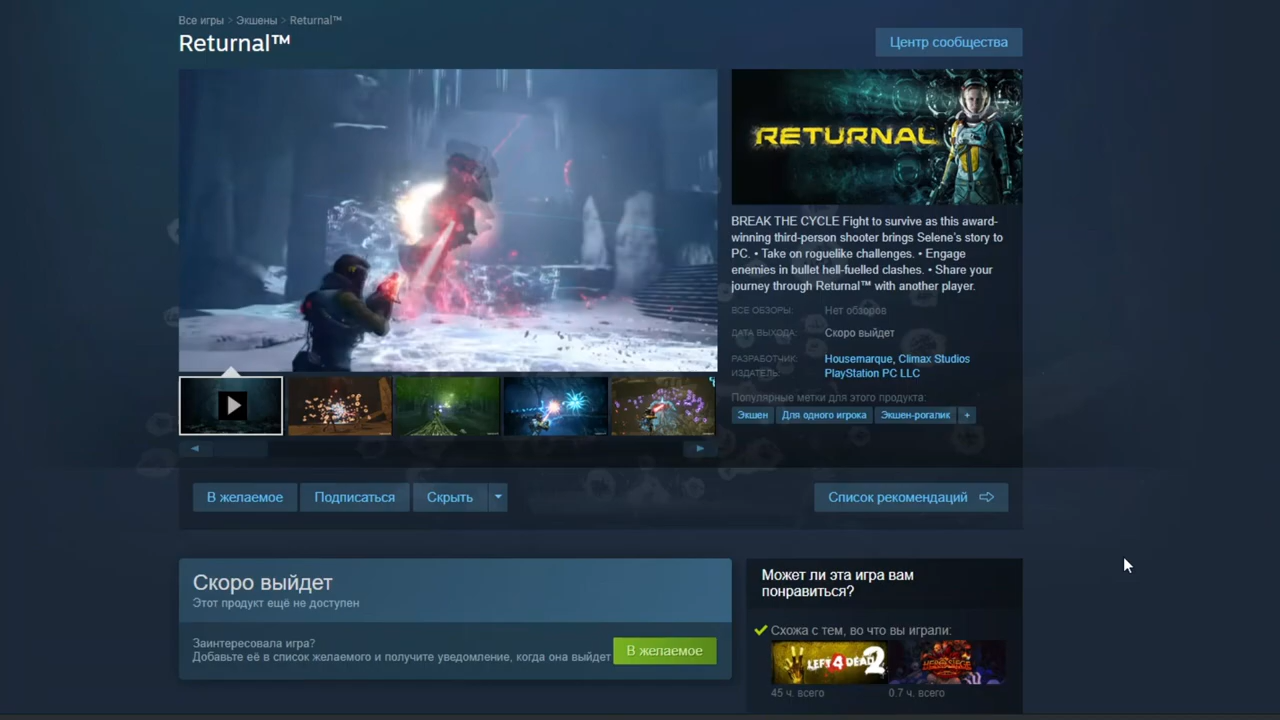 Все игры > Экшены > Returnal™
Returnal™
Центр сообщества
RETURNAL
BREAK THE CYCLE Fight to survive as this award-
winning third-person shooter brings Selene's story to
PC. • Take on roguelike challenges. • Engage
enemies in bullet hell-fuelled clashes. • Share your
journey through Returnal™ with another player.
ВСЕ ОБЗОРЫ: Нет обзоров
ДАТА ВЫХОДА: Скоро выйдет
РАЗРАБОТЧИК: Housemarque, Climax Studios
ИЗДАТЕЛЬ: PlayStation PC LLC
Популярные метки для этого продукта:
Экшен Для одного игрока Экшен-рогалик +
В желаемое Подписаться Скрыть
Список рекомендаций
Скоро выйдет
Этот продукт ещё не доступен
Заинтересовала игра?
Добавьте её в список желаемого и получите уведомление, когда она выйдет
В желаемое
Может ли эта игра вам
понравиться?
Схожа с тем, во что вы играли:
LEFT 4 DEAD 2
HERO SIEGE
45 ч. всего 0.7 ч. всего